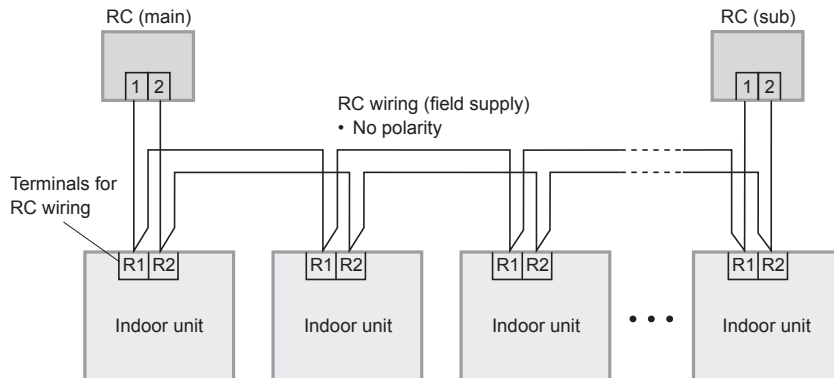 RC (main)
RC (sub)
1 2
1 2
RC wiring (field supply)
• No polarity
Terminals for
RC wiring
R1 R2
R1 R2
R1 R2
R1 R2
Indoor unit
Indoor unit
Indoor unit
Indoor unit